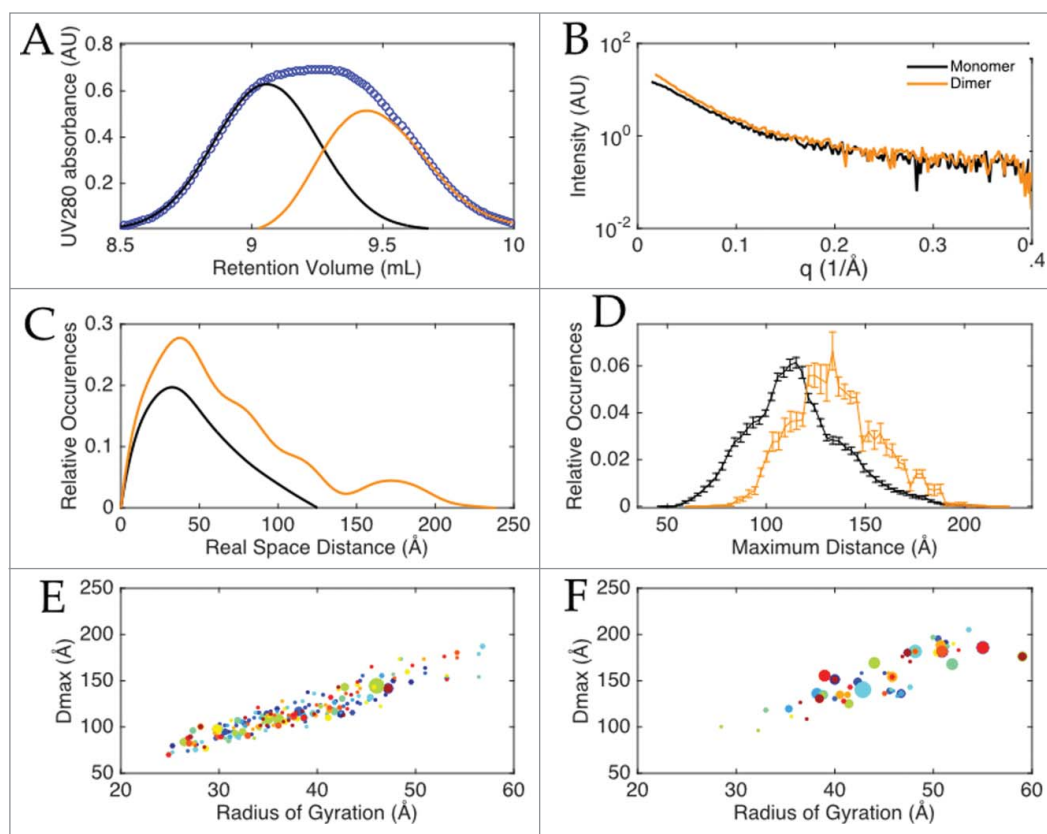 A
UV280 absorbance (AU)
0.8
0.6
0.4
0.2
8.5 9 9.5 10
Retention Volume (mL)
B
Intensity (AU)
10²
10⁰
10⁻²
Monomer
Dimer
0 0.1 0.2 0.3 0
.4
q (1/Å)
C
Relative Occurences
0.3
0.2
0.1
0
0 50 100 150 200 250
Real Space Distance (Å)
D
Relative Occurences
0.06
0.04
0.02
0
50 100 150 200
Maximum Distance (Å)
E
Dmax (Å)
250
200
150
100
50
20 30 40 50 60
Radius of Gyration (Å)
F
Dmax (Å)
250
200
150
100
50
20 30 40 50 60
Radius of Gyration (Å)